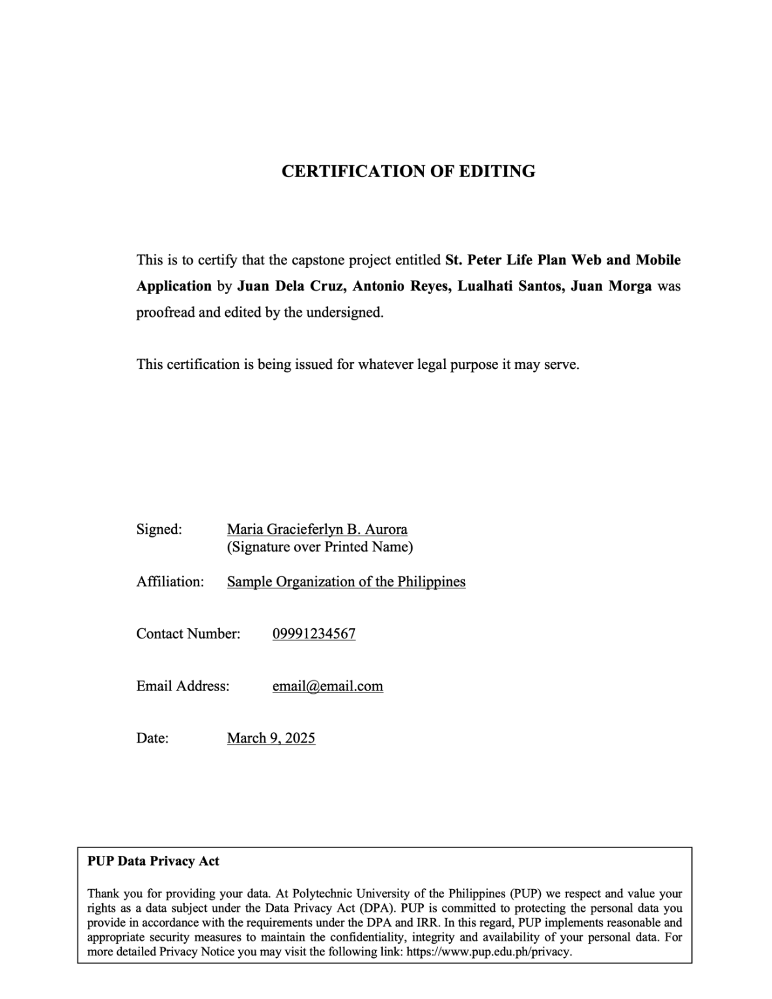 CERTIFICATION OF EDITING
This is to certify that the capstone project entitled St. Peter Life Plan Web and Mobile
Application by Juan Dela Cruz, Antonio Reyes, Lualhati Santos, Juan Morga was
proofread and edited by the undersigned.
This certification is being issued for whatever legal purpose it may serve.
Signed: Maria Gracieferlyn B. Aurora
(Signature over Printed Name)
Affiliation: Sample Organization of the Philippines
Contact Number: 09991234567
Email Address: email@email.com
Date: March 9, 2025
PUP Data Privacy Act
Thank you for providing your data. At Polytechnic University of the Philippines (PUP) we respect and value your
rights as a data subject under the Data Privacy Act (DPA). PUP is committed to protecting the personal data you
provide in accordance with the requirements under the DPA and IRR. In this regard, PUP implements reasonable and
appropriate security measures to maintain the confidentiality, integrity and availability of your personal data. For
more detailed Privacy Notice you may visit the following link: https://www.pup.edu.ph/privacy.